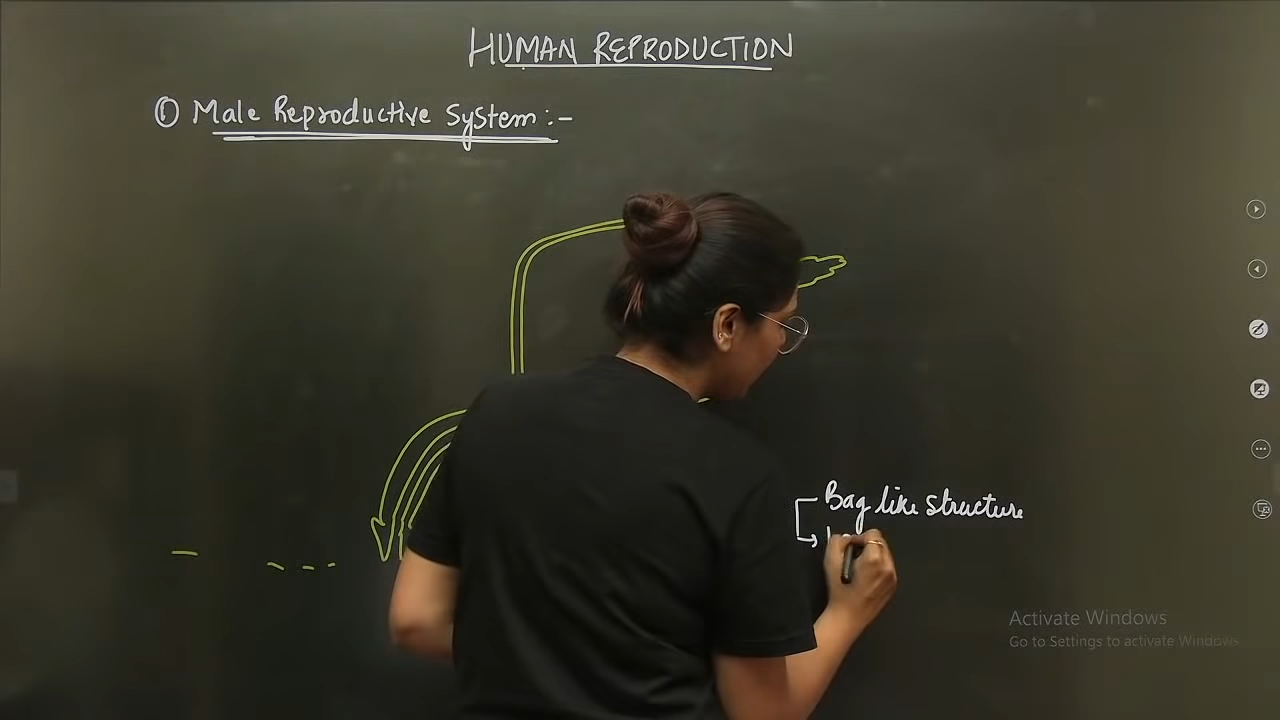 HUMAN REPRODUCTION
① Male Reproductive System :-
Bag like structure
Activate Windows
Go to Settings to activate Windows.